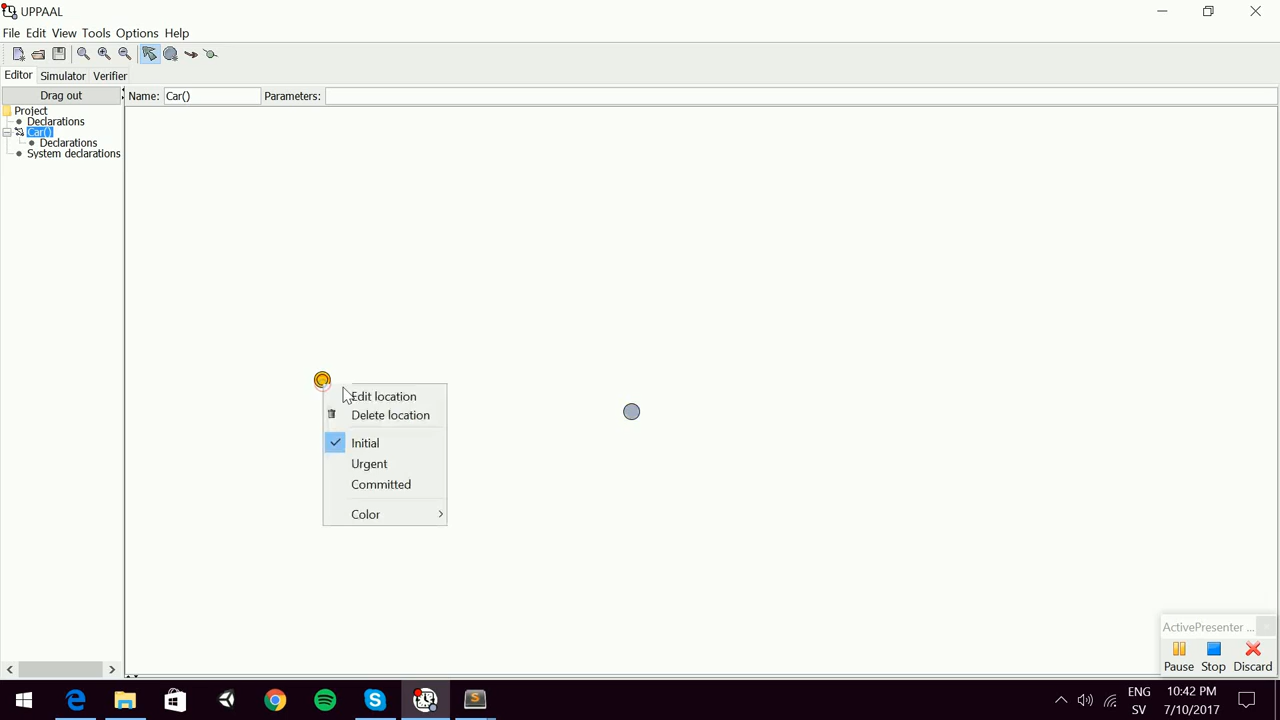 UPPAAL
File Edit View Tools Options Help
Editor Simulator Verifier
Drag out
Name: Car() Parameters:
Project
Declarations
Car()
Declarations
System declarations
Edit location
Delete location
Initial
Urgent
Committed
Color
ActivePresenter ...
Pause Stop Discard
ENG
SV
10:42 PM
7/10/2017